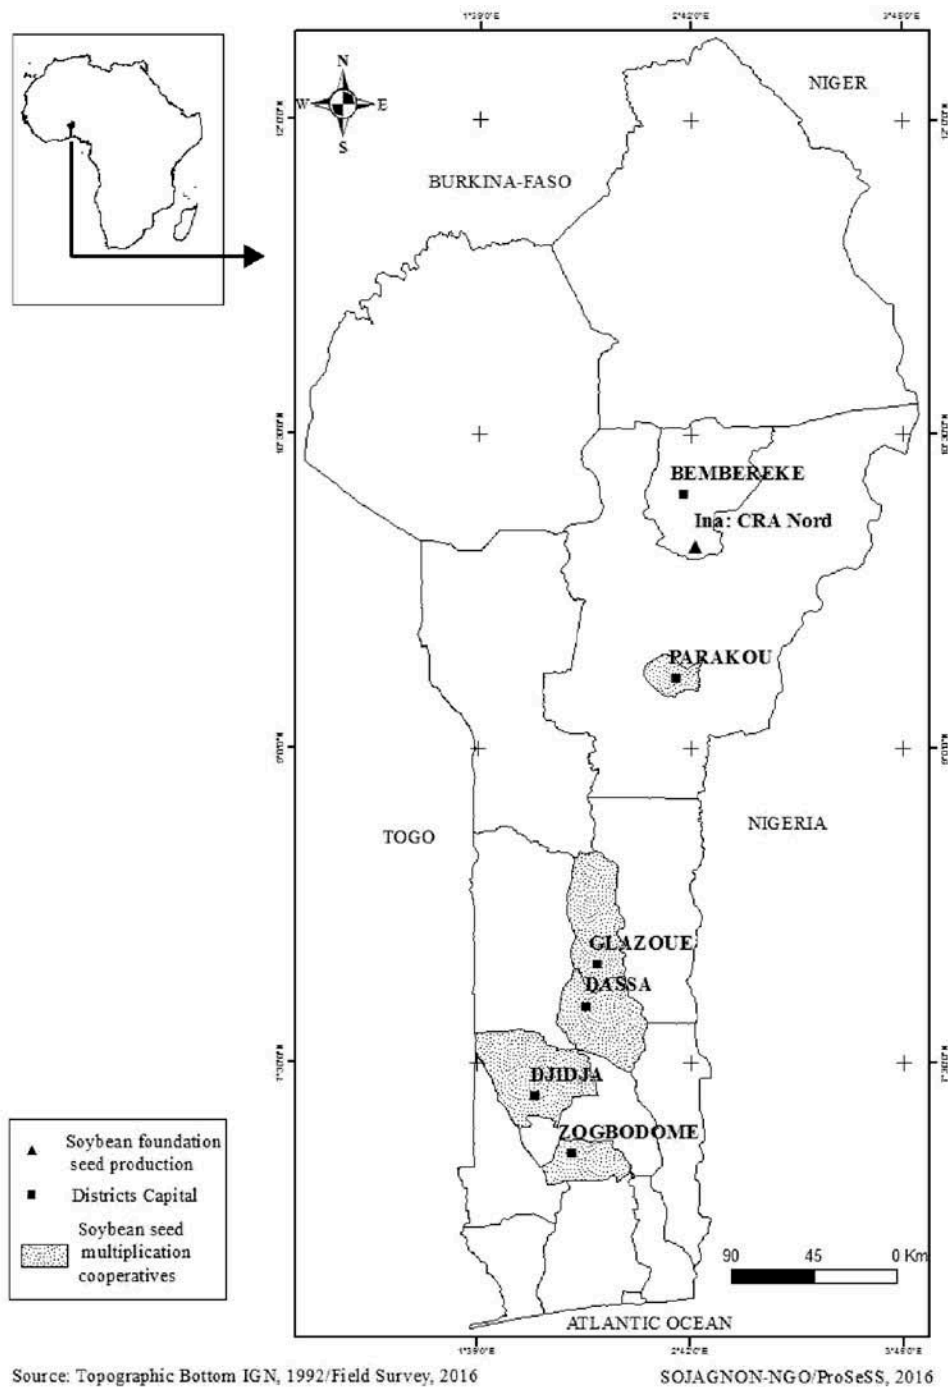 N
W E
S
NIGER
BURKINA-FASO
BEMBEREKE
Ina: CRA Nord
PARAKOU
TOGO
NIGERIA
GLAZOUE
DASSA
DJIDJA
ZOGBODOME
Soybean foundation
seed production
Districts Capital
Soybean seed
multiplication
cooperatives
90 45 0 Km
ATLANTIC OCEAN
Source: Topographic Bottom IGN, 1992/Field Survey, 2016
SOJAGNON-NGO/ProSeSS, 2016